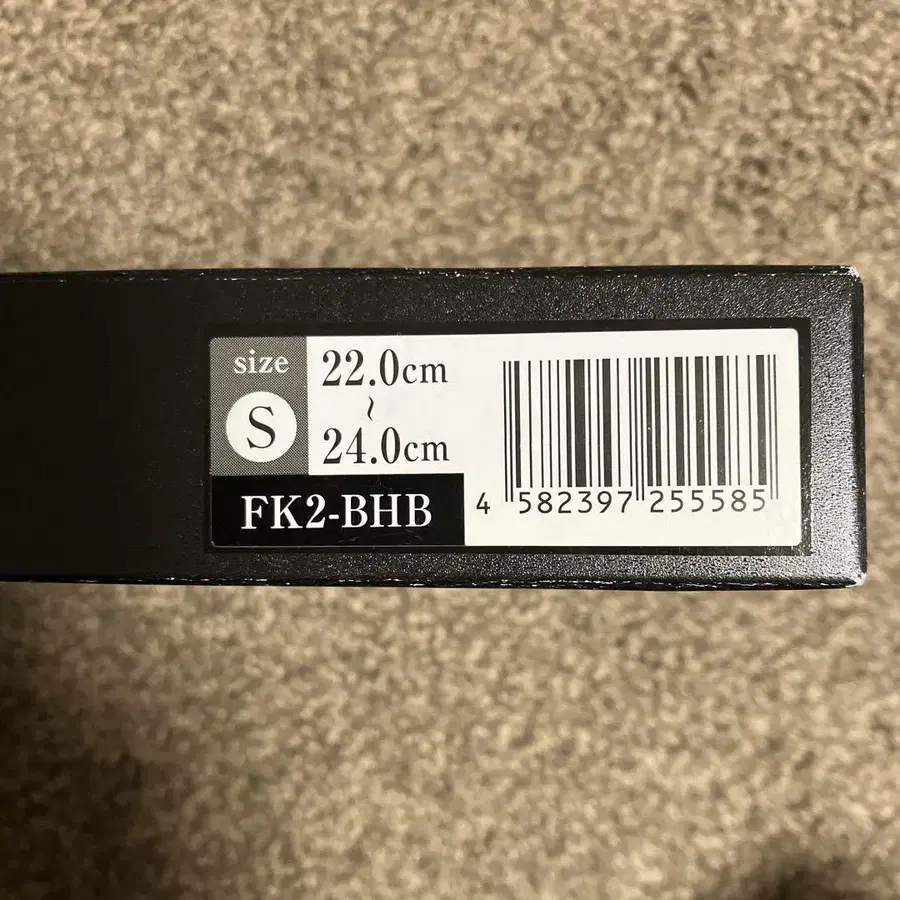 size
S
22.0cm
~
24.0cm
FK2-BHB
4 582397 255585